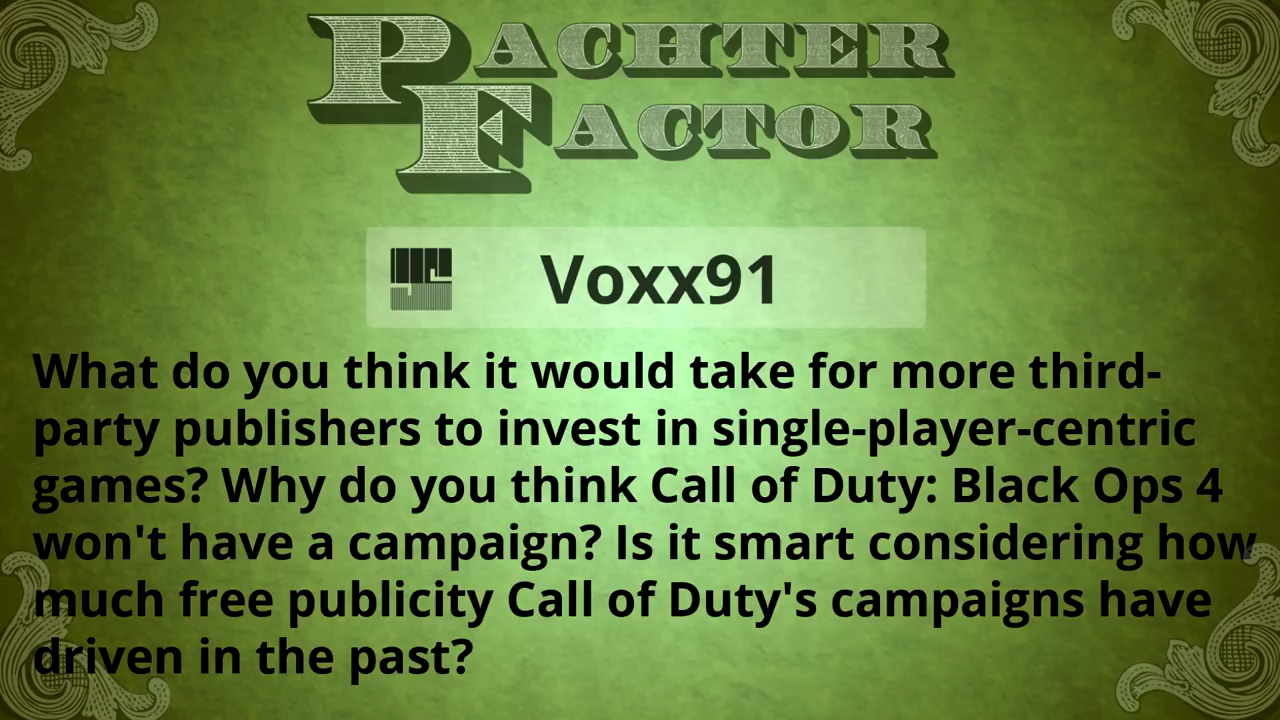 PACHTER
FACTOR
Voxx91
What do you think it would take for more third-
party publishers to invest in single-player-centric
games? Why do you think Call of Duty: Black Ops 4
won't have a campaign? Is it smart considering how
much free publicity Call of Duty's campaigns have
driven in the past?